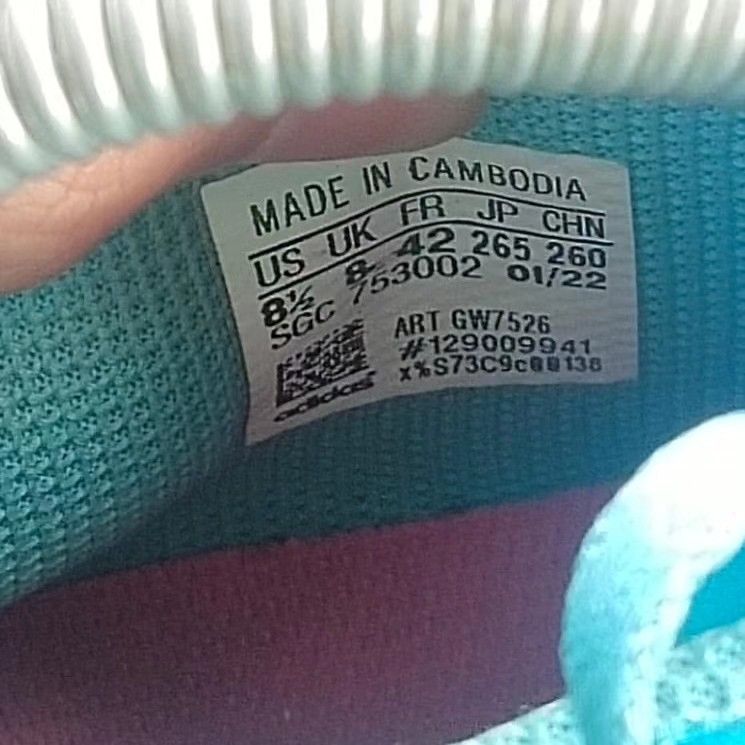 MADE IN CAMBODIA
US UK FR JP CHN
8½ 8 42 265 260
SGC 753002 01/22
ART GW7526
#129009941
adidas